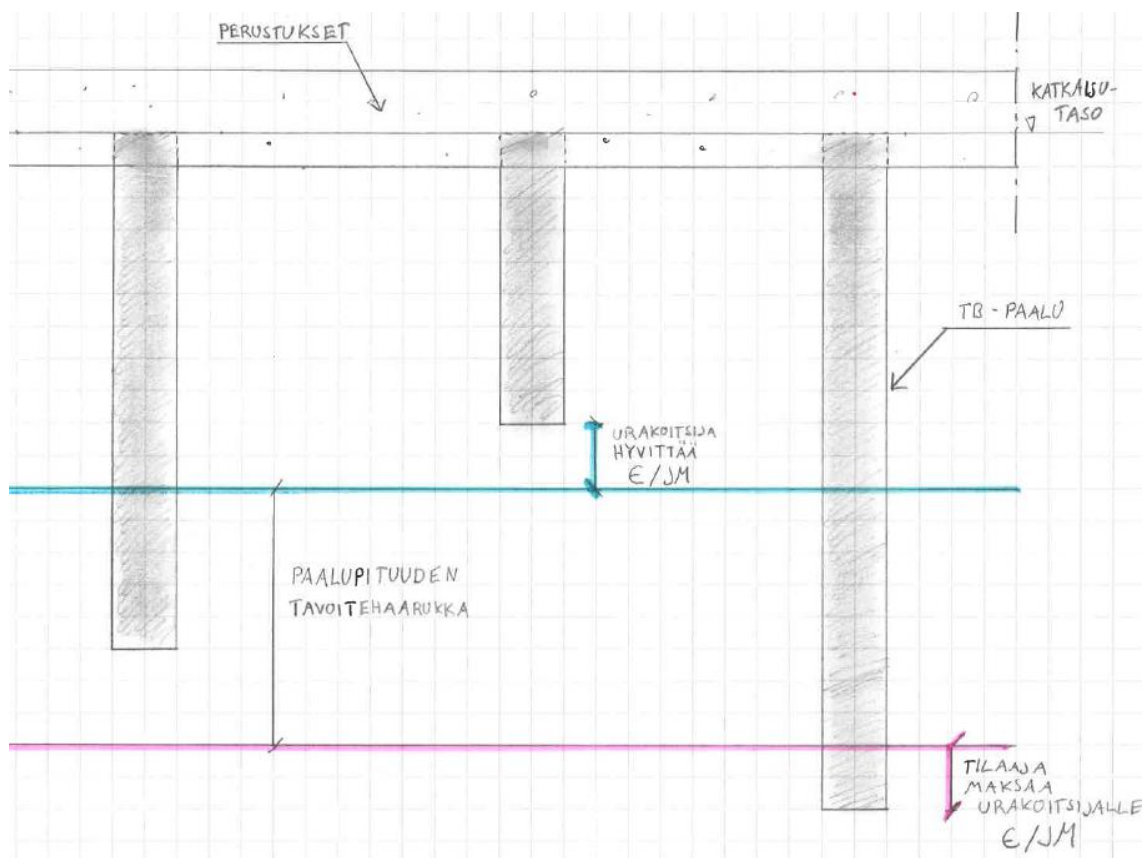 PERUSTUKSET
KATKAISU-
TASO
TB-PAALU
URAKOITSIJA
HYVITTÄÄ
€/JM
PAALUPITUUDEN
TAVOITEHAARUKKA
TILAAJA
MAKSAA
URAKOITSIJALLE
€/JM